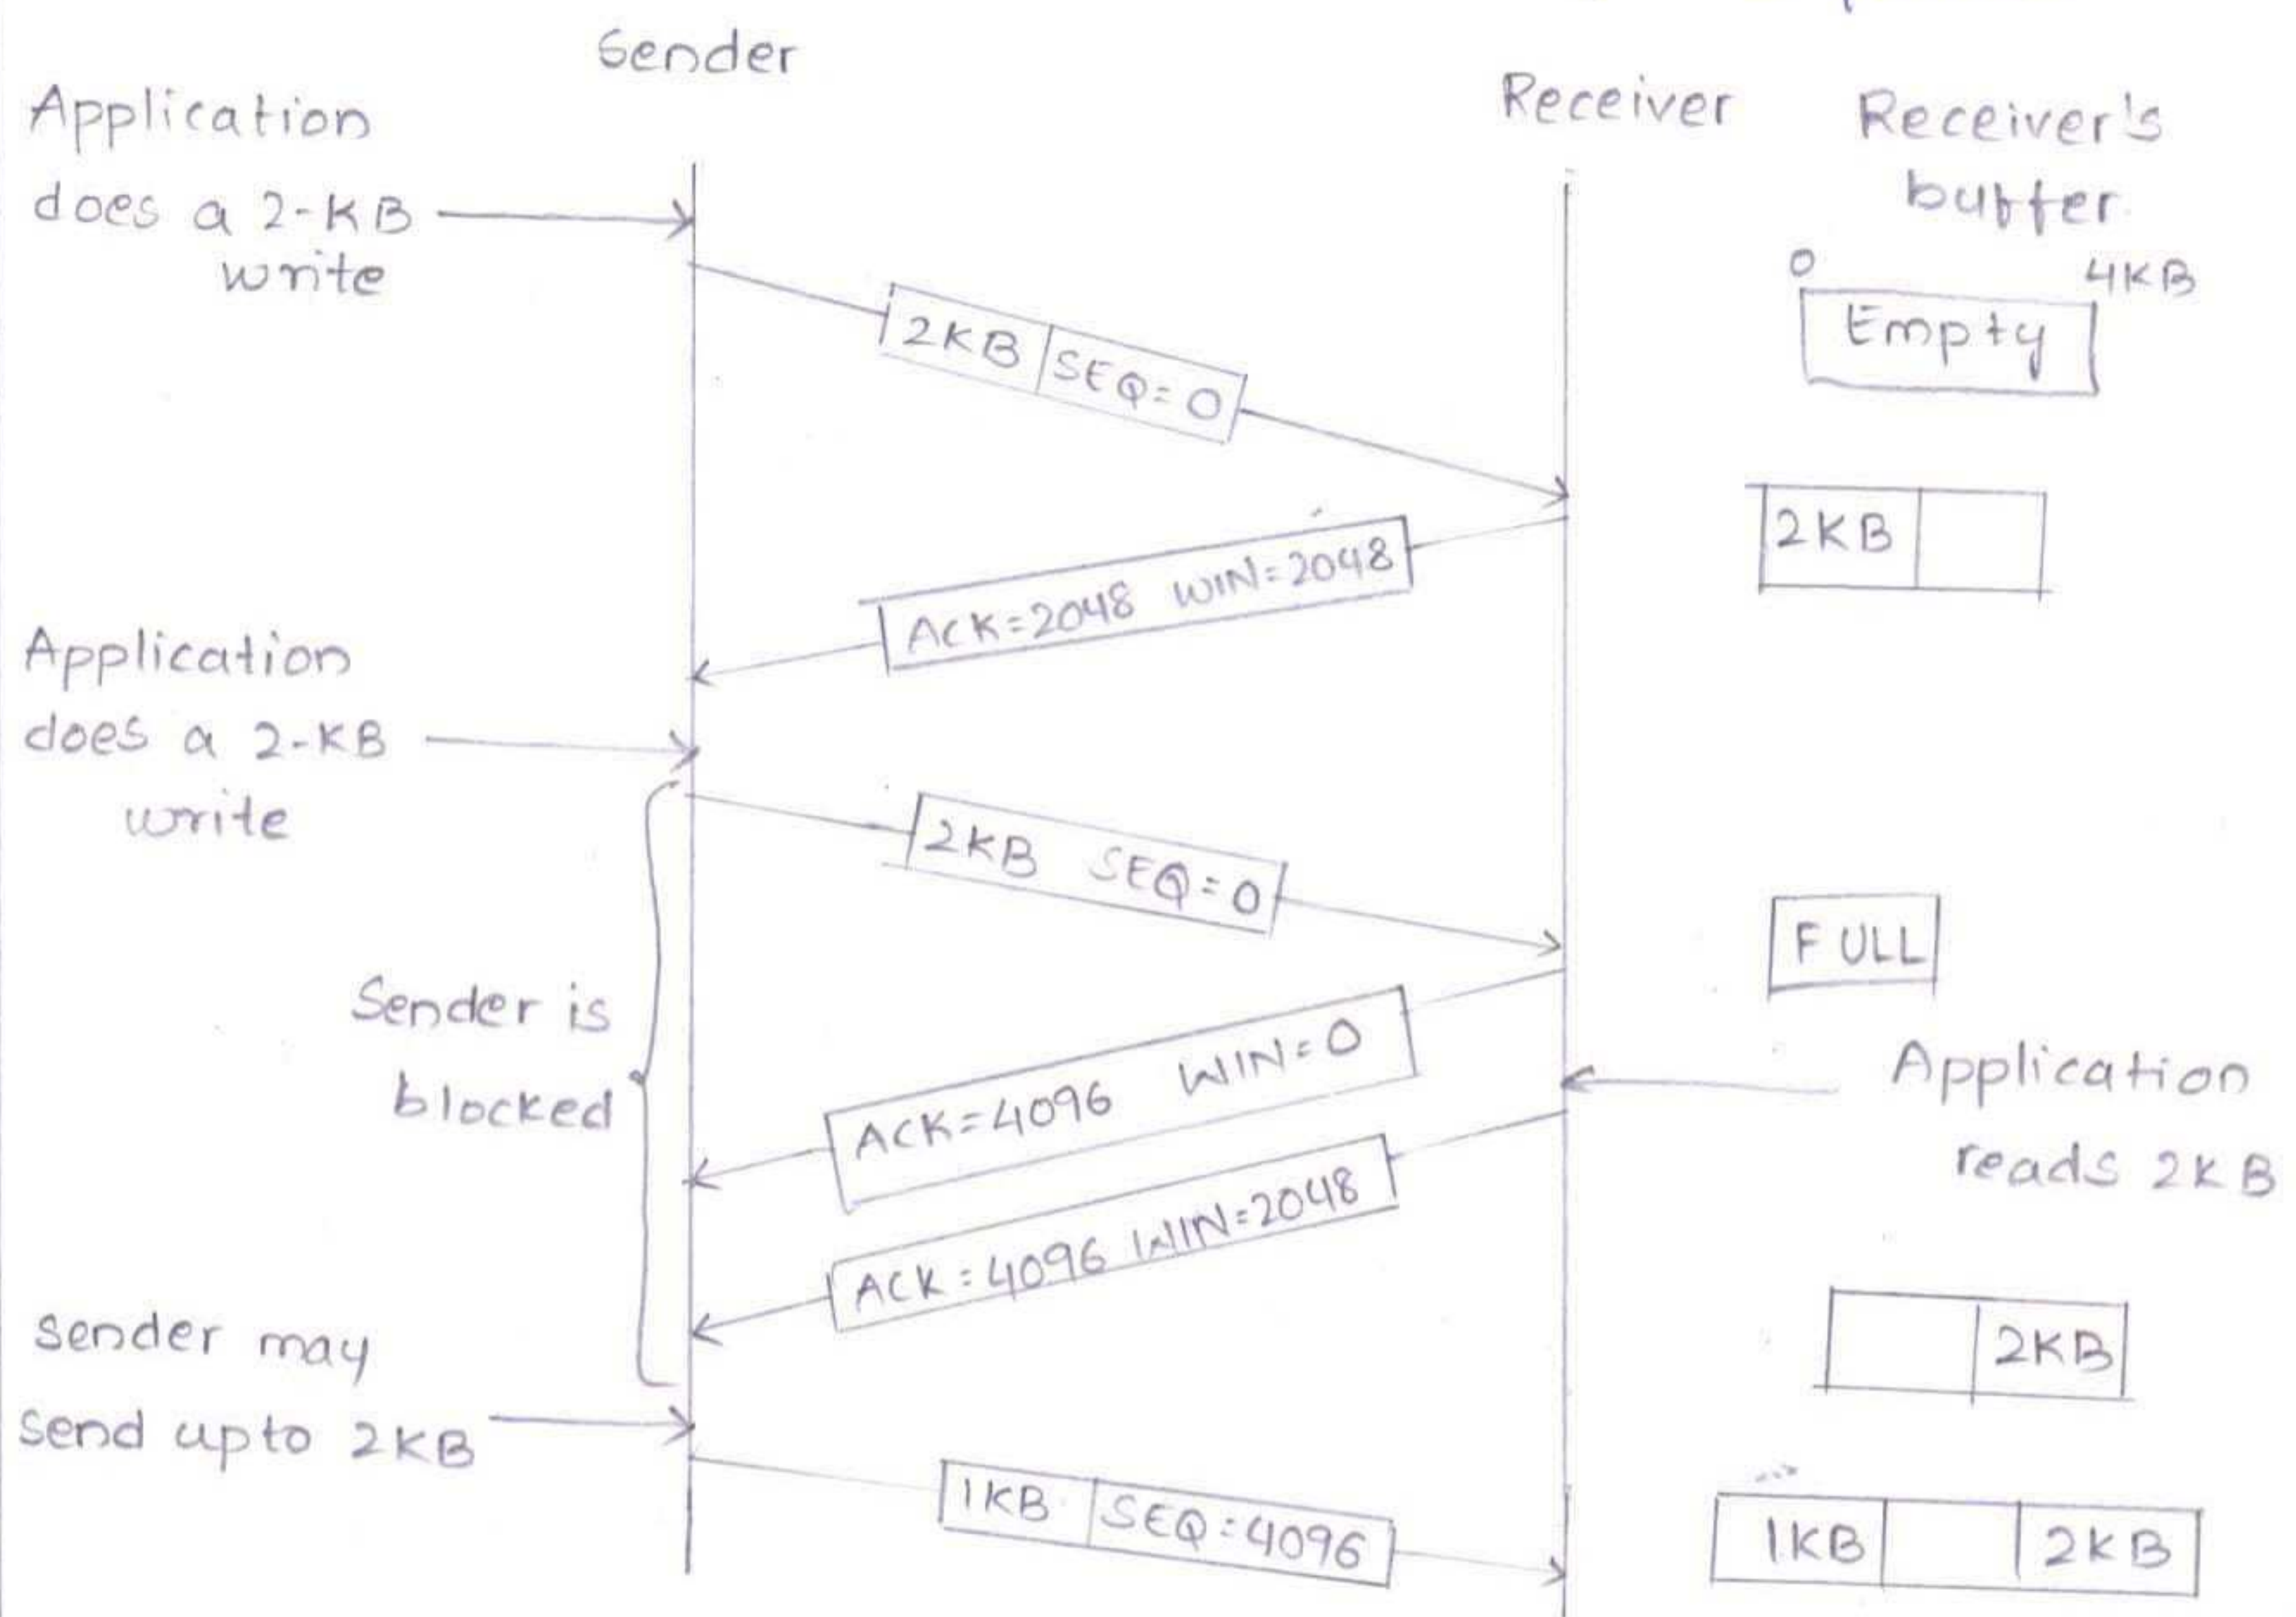 Sender
Receiver
Receiver's
buffer
Application
does a 2-KB
write
0
4KB
Empty
2KB SEQ=0
2KB
ACK=2048 WIN=2048
Application
does a 2-KB
write
2KB SEQ=0
FULL
Sender is
blocked
ACK=4096 WIN=0
Application
reads 2KB
ACK=4096 WIN=2048
2KB
Sender may
Send upto 2KB
1KB SEQ=4096
1KB 2KB